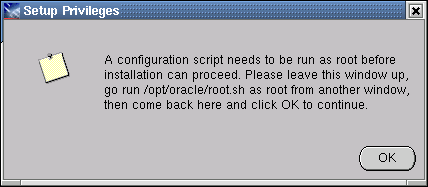 Setup Privileges
A configuration script needs to be run as root before
installation can proceed. Please leave this window up,
go run /opt/oracle/root.sh as root from another window,
then come back here and click OK to continue.
OK